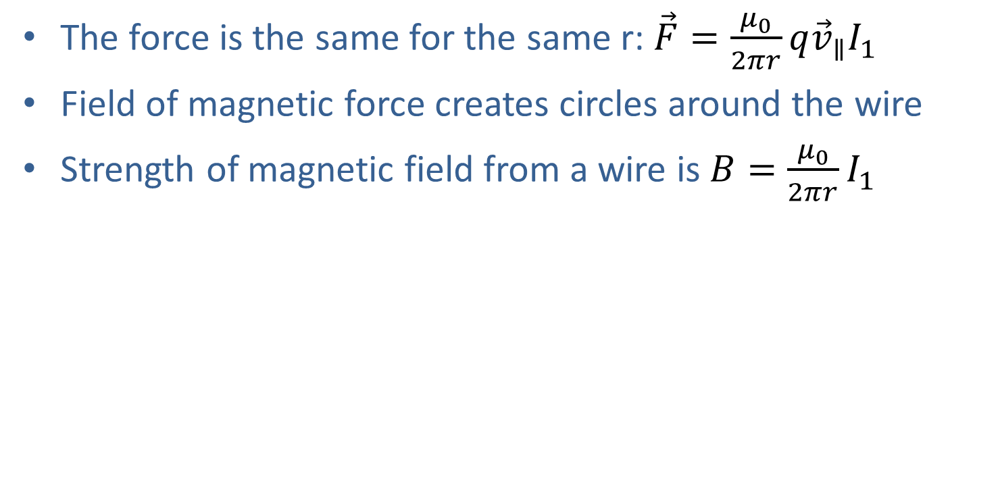 • The force is the same for the same r: $\vec{F} = \frac{\mu_0}{2\pi r} q\vec{v}_{\parallel} I_1$
• Field of magnetic force creates circles around the wire
• Strength of magnetic field from a wire is $B = \frac{\mu_0}{2\pi r} I_1$